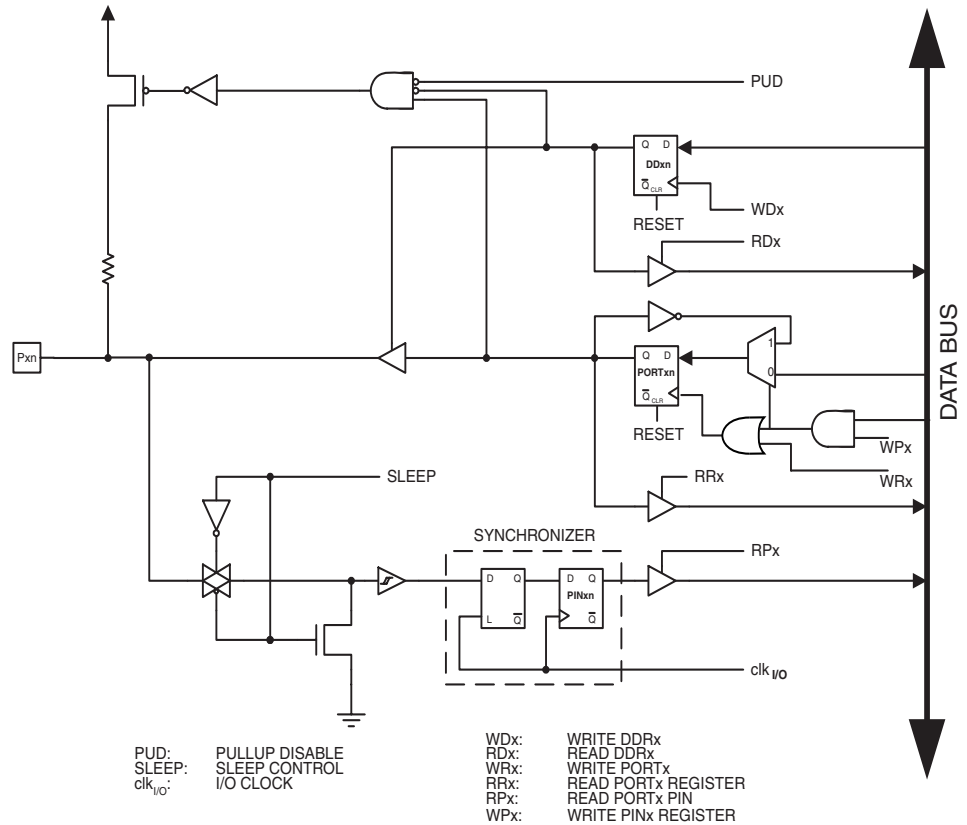 PUD
Q D
DDxn
Q CLR
WDx
RESET
RDx
Pxn
1
Q D
PORTxn
0
Q CLR
RESET
WPx
WRx
RRx
SLEEP
SYNCHRONIZER
RPx
D Q
D Q
PINxn
L Q
Q
clk I/O
DATA BUS
PUD: PULLUP DISABLE
SLEEP: SLEEP CONTROL
clk I/O: I/O CLOCK
WDx: WRITE DDRx
RDx: READ DDRx
WRx: WRITE PORTx
RRx: READ PORTx REGISTER
RPx: READ PORTx PIN
WPx: WRITE PINx REGISTER